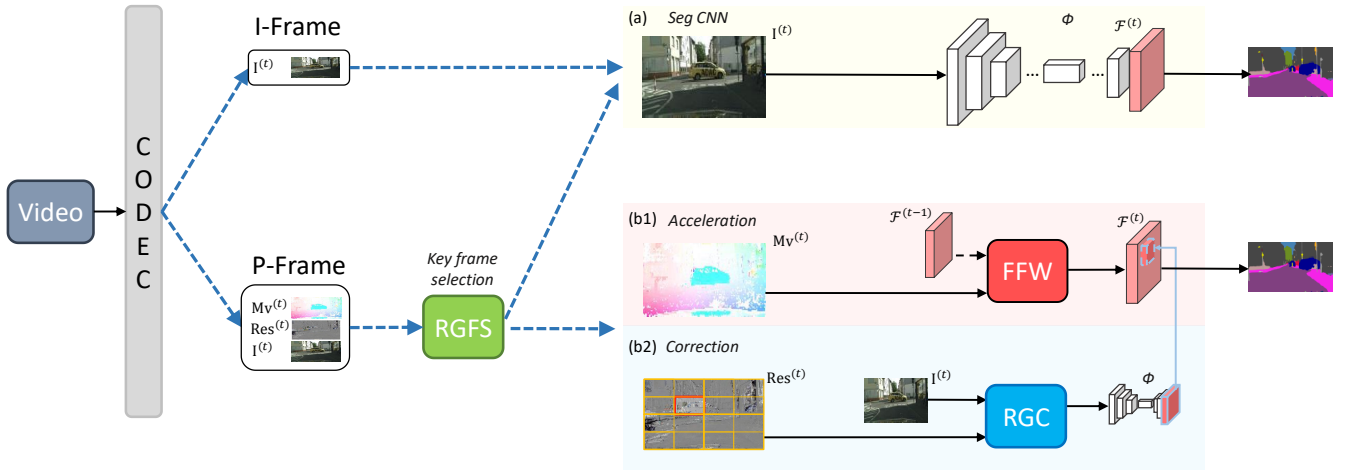 Video
CODEC
I-Frame
I^(t)
P-Frame
Mv^(t)
Res^(t)
I^(t)
Key frame
selection
RGFS
(a) Seg CNN
I^(t)
Φ
ℱ^(t)
... ...
(b1) Acceleration
Mv^(t)
ℱ^(t−1)
FFW
ℱ^(t)
(b2) Correction
Res^(t)
I^(t)
RGC
Φ